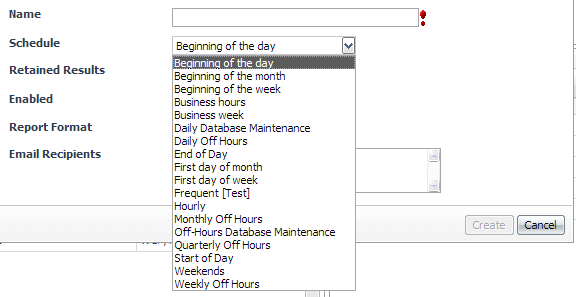 Name
Schedule
Beginning of the day
Beginning of the day
Beginning of the month
Beginning of the week
Business hours
Business week
Daily Database Maintenance
Daily Off Hours
End of Day
First day of month
First day of week
Frequent [Test]
Hourly
Monthly Off Hours
Off-Hours Database Maintenance
Quarterly Off Hours
Start of Day
Weekends
Weekly Off Hours
Retained Results
Enabled
Report Format
Email Recipients
Create
Cancel